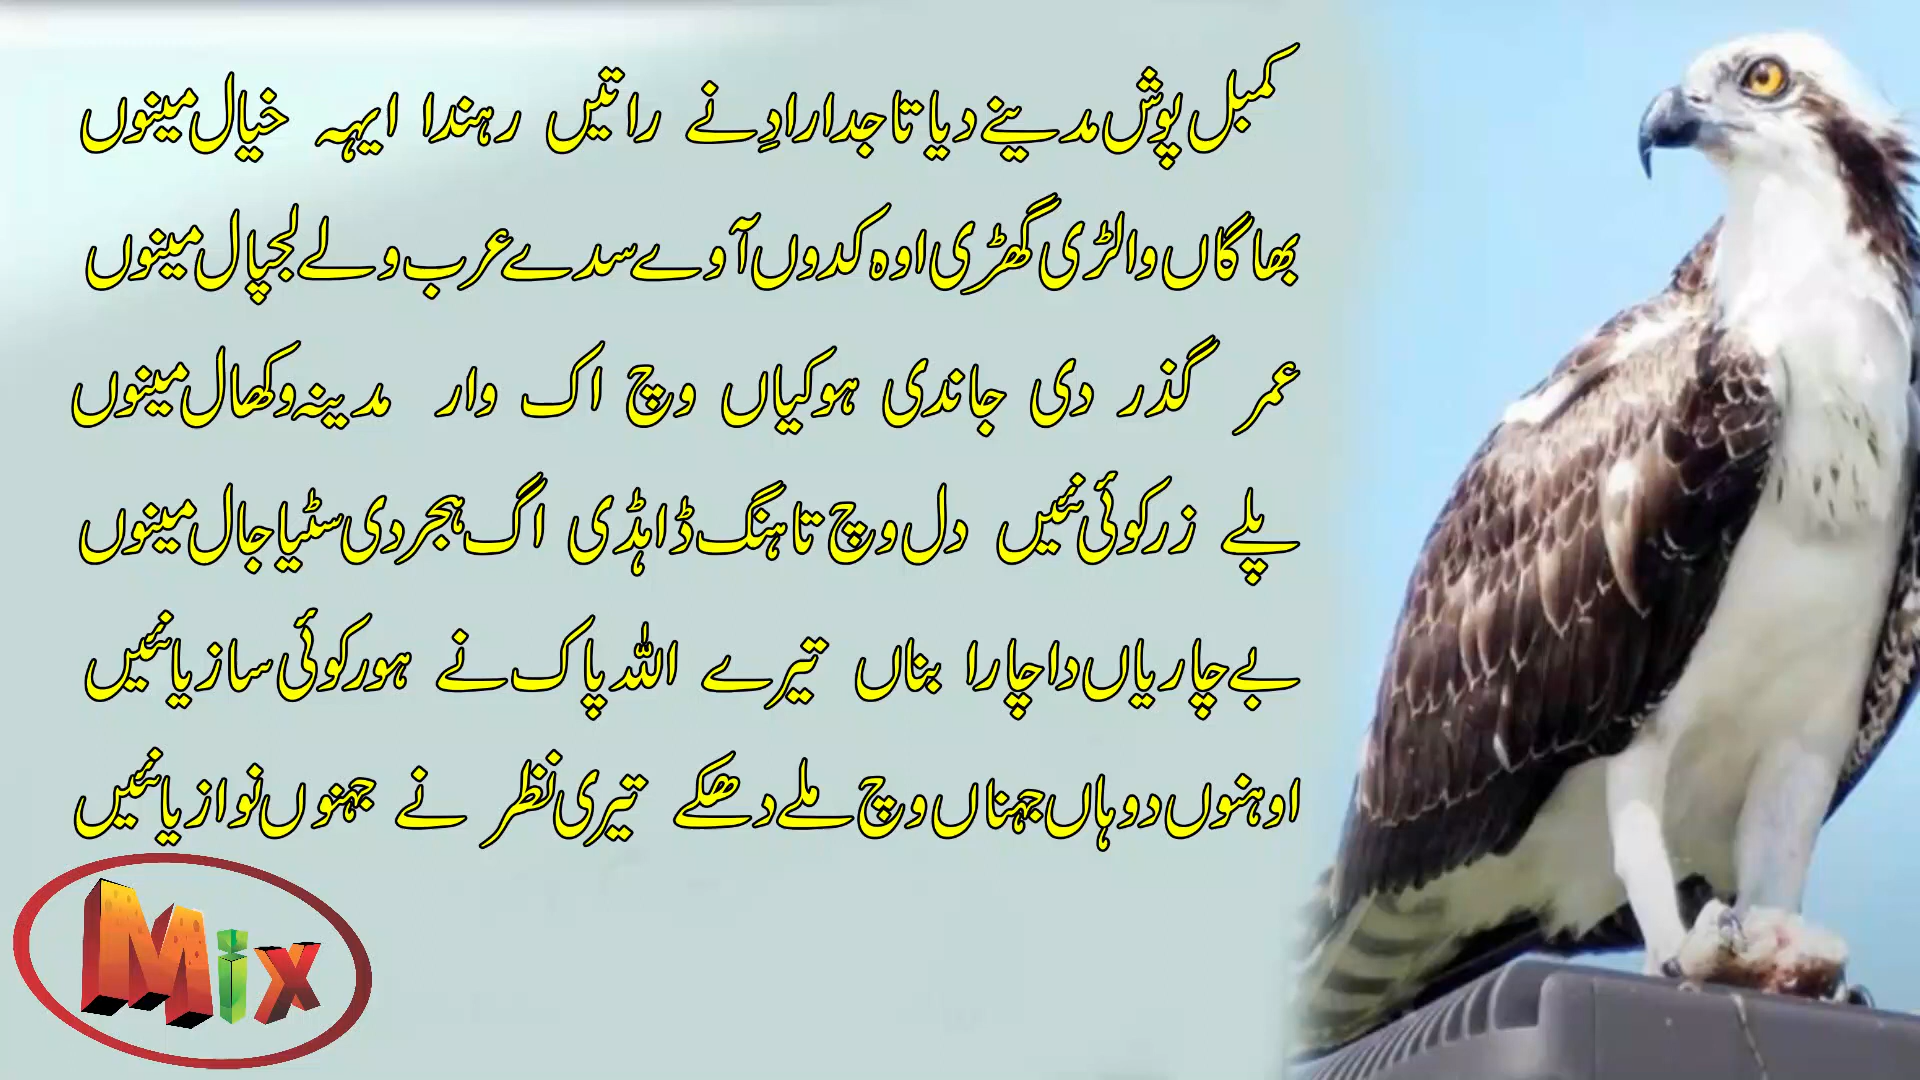 کمبل پوش مدینے دیا تاجدارا دِنے راتیں رہندا ایہہ خیال مینوں
بھاگاں والڑی گھڑی اوہ کدوں آوے سدے عرب ولے لجپال مینوں
عمر گذر دی جاندی ہوکیاں وچ اک وار مدینہ وکھال مینوں
پلے زر کوئی نئیں دل وچ تاہنگ ڈاہڈی اگ ہجر دی سٹیا جال مینوں
بے چاریاں دا چارا بناں تیرے اللہ پاک نے ہور کوئی سازیا نئیں
اوہنوں دوہاں جہناں وچ ملے دھکے تیری نظر نے جہنوں نوازیا نئیں
Mix